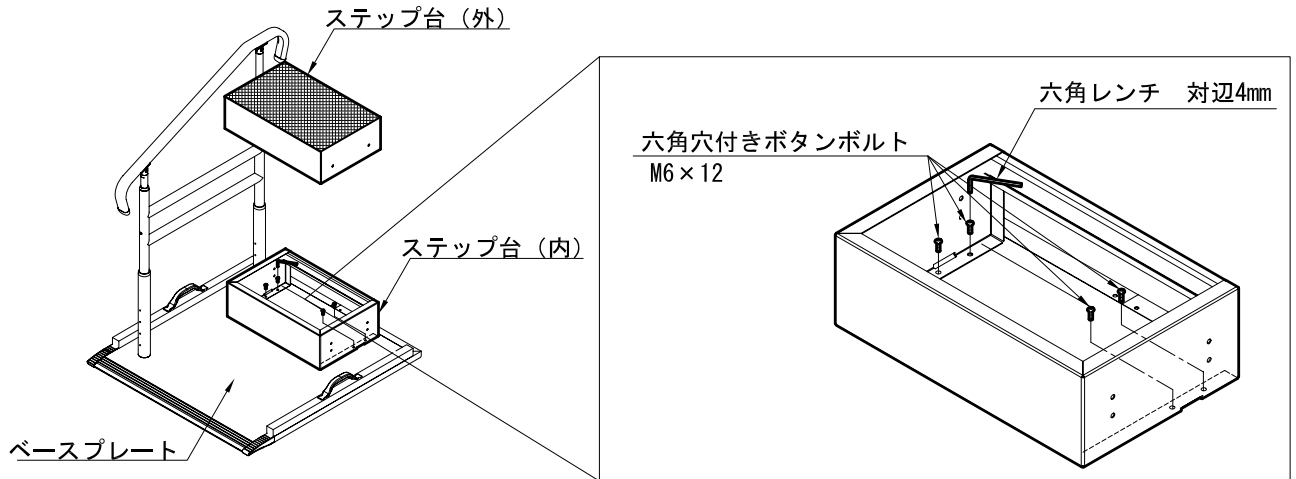 ステップ台（外）
六角レンチ　対辺4mm
六角穴付きボタンボルト
M6×12
ステップ台（内）
ベースプレート